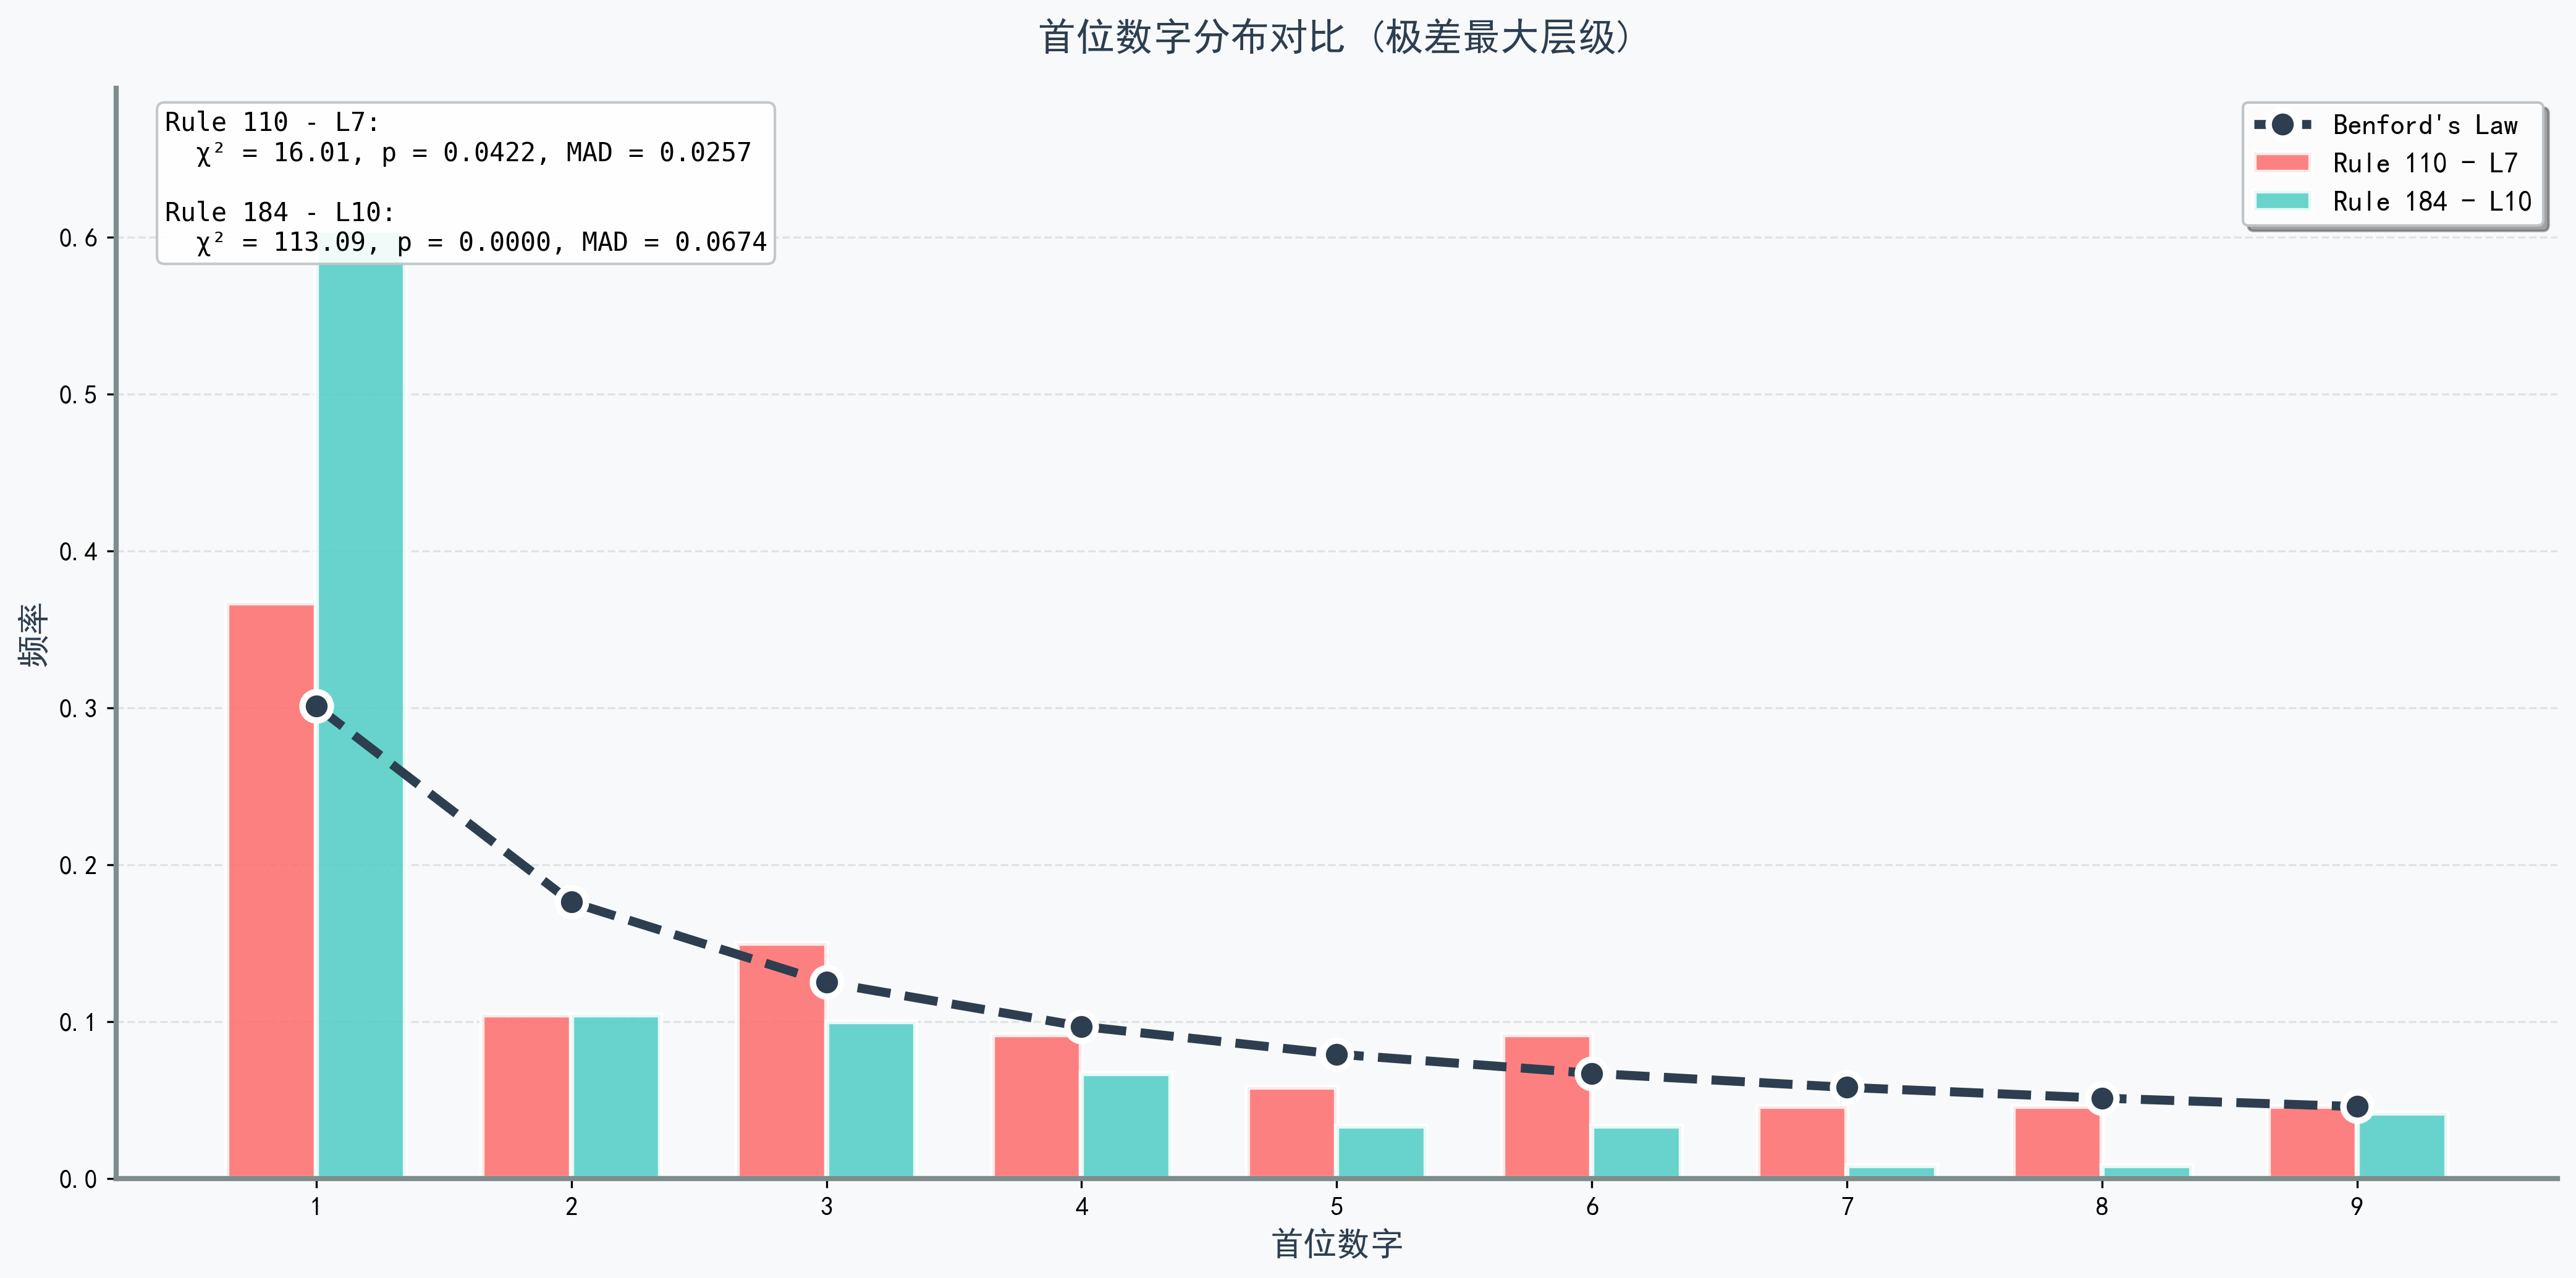 首位数字分布对比 (极差最大层级)
Rule 110 - L7:
χ² = 16.01, p = 0.0422, MAD = 0.0257
Rule 184 - L10:
χ² = 113.09, p = 0.0000, MAD = 0.0674
Benford's Law
Rule 110 - L7
Rule 184 - L10
频率
0.6
0.5
0.4
0.3
0.2
0.1
0.0
1 2 3 4 5 6 7 8 9
首位数字